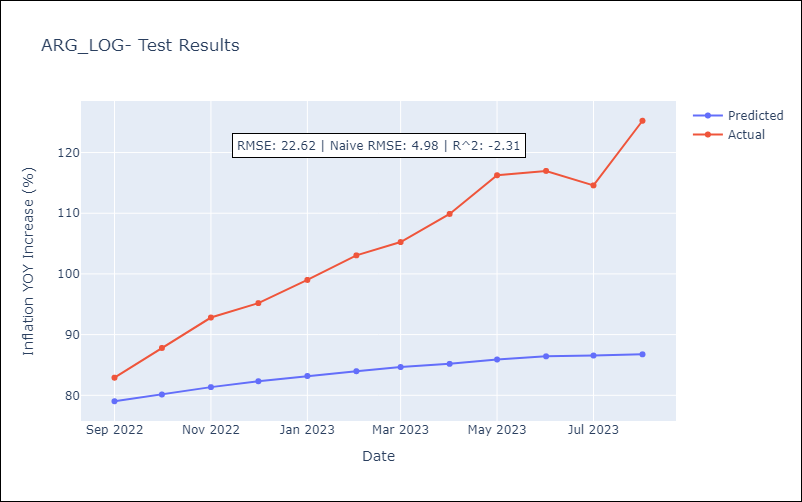 ARG_LOG- Test Results
Predicted
Actual
RMSE: 22.62 | Naive RMSE: 4.98 | R^2: -2.31
Inflation YOY Increase (%)
120
110
100
90
80
Sep 2022 Nov 2022 Jan 2023 Mar 2023 May 2023 Jul 2023
Date